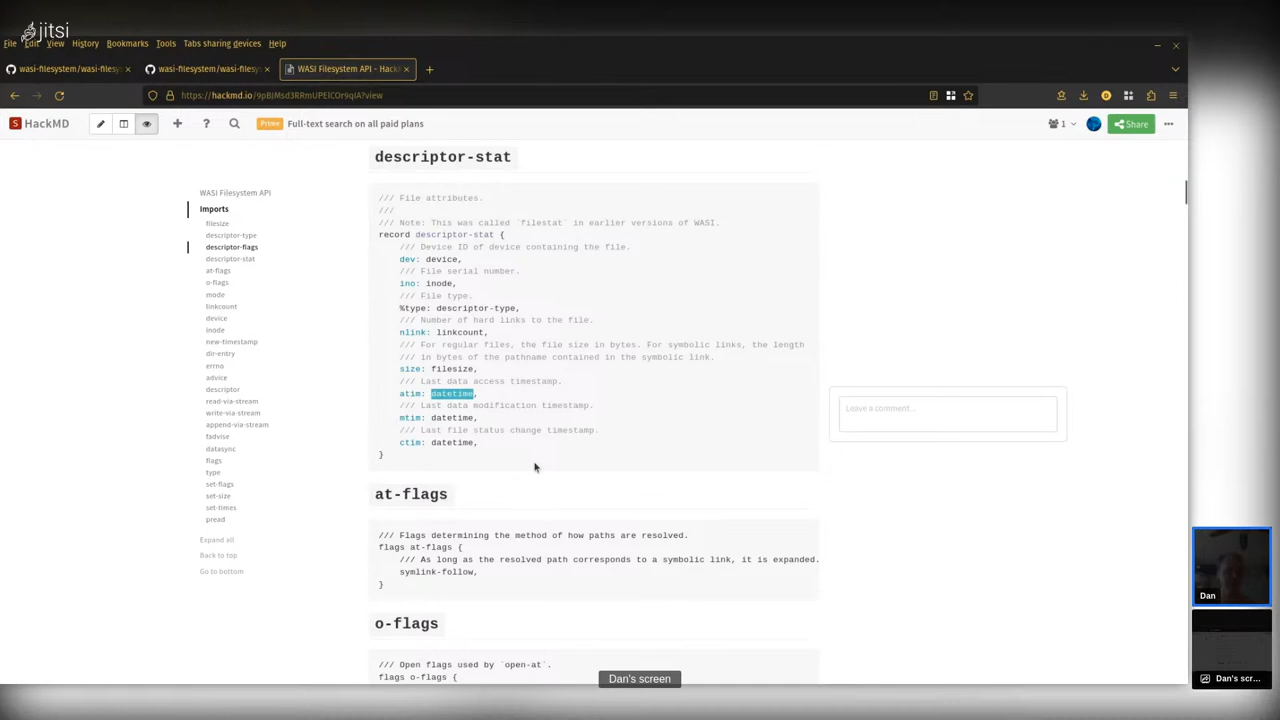 jitsi
File Edit View History Bookmarks Tools Tabs sharing devices Help
wasi-filesystem/wasi-filesy
wasi-filesystem/wasi-filesy
WASI Filesystem API - Hack
https://hackmd.io/9pBJMsd3RRmUPElCOr9qIA?view
HackMD
Prime
Full-text search on all paid plans
1
Share
WASI Filesystem API
Imports
filesize
descriptor-type
descriptor-flags
descriptor-stat
at-flags
o-flags
mode
linkcount
device
inode
new-timestamp
dir-entry
errno
advice
descriptor
read-via-stream
write-via-stream
append-via-stream
fadvise
datasync
flags
type
set-flags
set-size
set-times
pread
Expand all
Back to top
Go to bottom
descriptor-stat
/// File attributes.
///
/// Note: This was called `filestat` in earlier versions of WASI.
record descriptor-stat {
/// Device ID of device containing the file.
dev: device,
/// File serial number.
ino: inode,
/// File type.
%type: descriptor-type,
/// Number of hard links to the file.
nlink: linkcount,
/// For regular files, the file size in bytes. For symbolic links, the length
/// in bytes of the pathname contained in the symbolic link.
size: filesize,
/// Last data access timestamp.
atim: datetime,
/// Last data modification timestamp.
mtim: datetime,
/// Last file status change timestamp.
ctim: datetime,
}
at-flags
/// Flags determining the method of how paths are resolved.
flags at-flags {
/// As long as the resolved path corresponds to a symbolic link, it is expanded.
symlink-follow,
}
o-flags
/// Open flags used by `open-at`.
flags o-flags {
Leave a comment...
Dan
Dan's scr...
Dan's screen